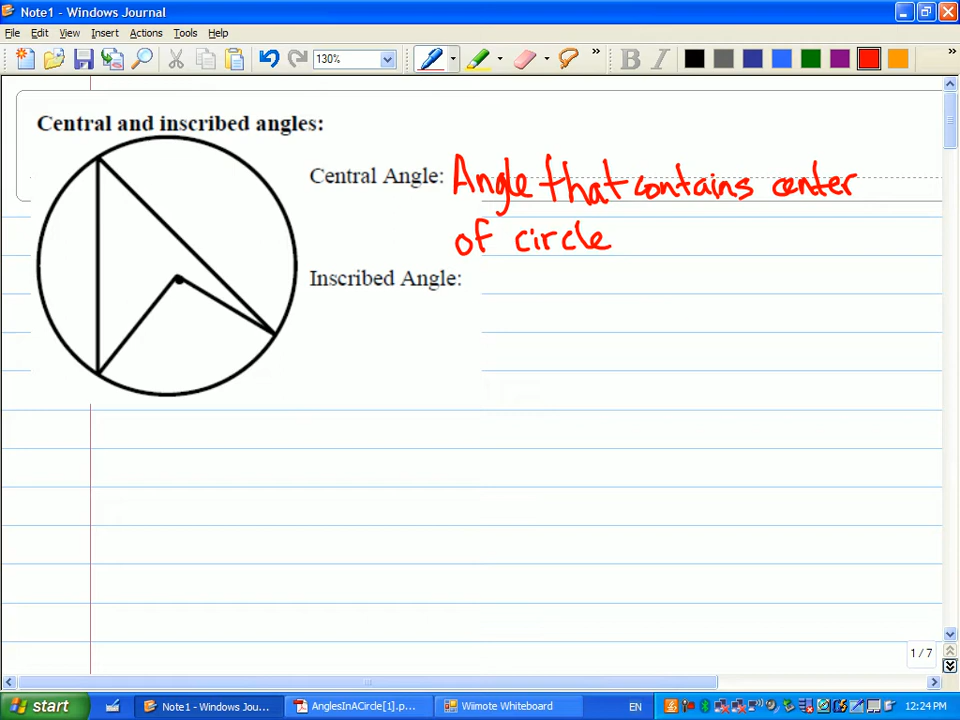 Note1 - Windows Journal
File Edit View Insert Actions Tools Help
130%
Central and inscribed angles:
Central Angle: Angle that contains center
of circle
Inscribed Angle:
1 / 7
start Note1 - Windows Jou... AnglesInACircle[1].p... Wiimote Whiteboard EN 12:24 PM